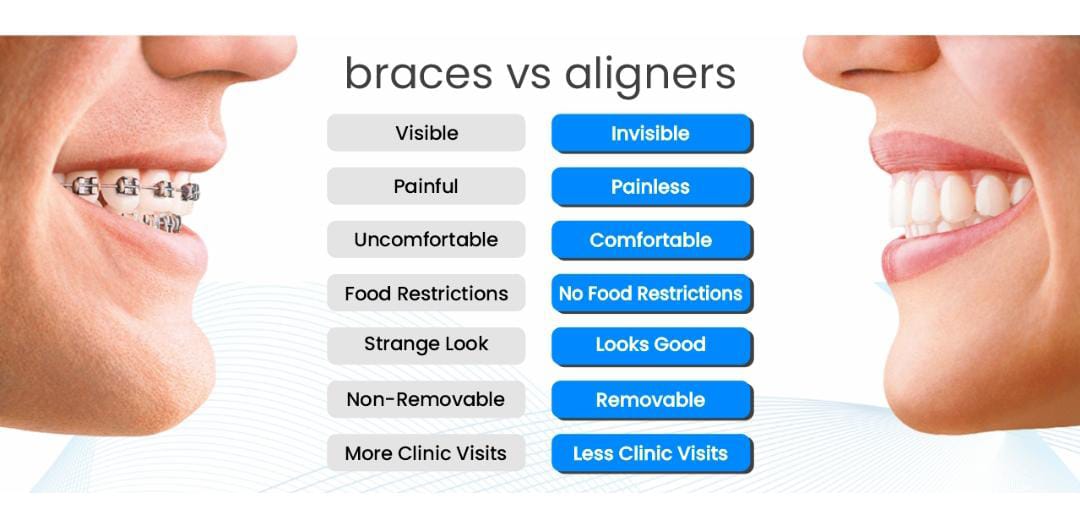 braces vs aligners
Visible Invisible
Painful Painless
Uncomfortable Comfortable
Food Restrictions No Food Restrictions
Strange Look Looks Good
Non-Removable Removable
More Clinic Visits Less Clinic Visits